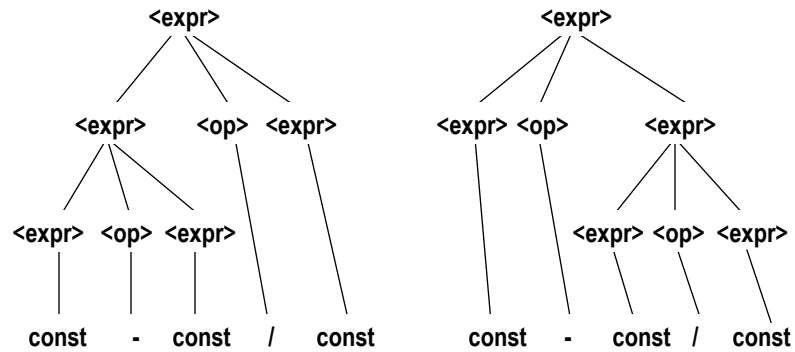 <expr> <expr>
<expr> <op> <expr> <expr> <op> <expr>
<expr> <op> <expr> <expr> <op> <expr>
const - const / const const - const / const